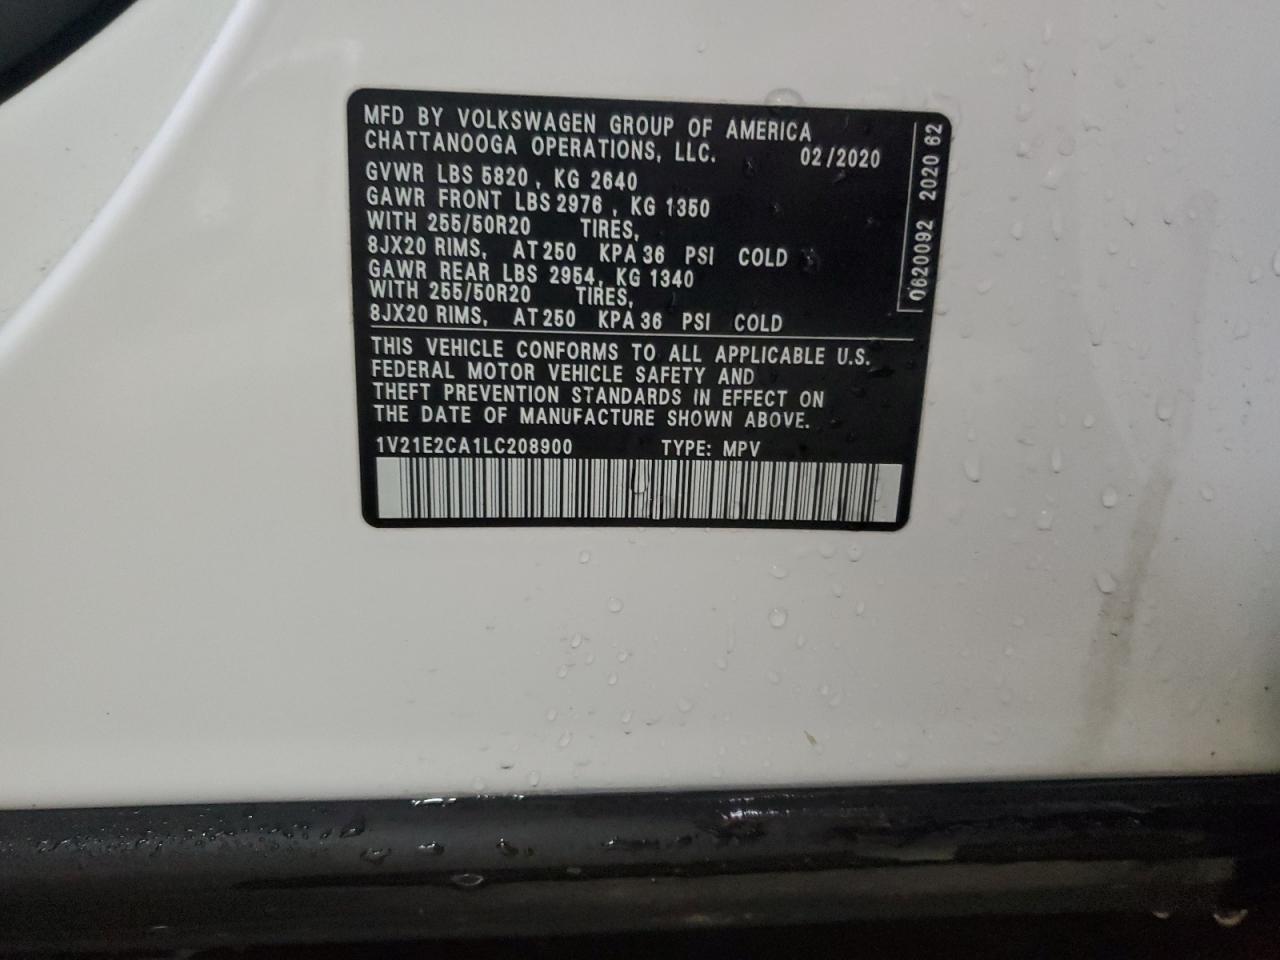 MFD BY VOLKSWAGEN GROUP OF AMERICA
CHATTANOOGA OPERATIONS, LLC. 02/2020
GVWR LBS 5820, KG 2640
GAWR FRONT LBS 2976, KG 1350
WITH 255/50R20 TIRES,
8JX20 RIMS, AT 250 KPA 36 PSI COLD
GAWR REAR LBS 2954, KG 1340
WITH 255/50R20 TIRES,
8JX20 RIMS, AT 250 KPA 36 PSI COLD
THIS VEHICLE CONFORMS TO ALL APPLICABLE U.S.
FEDERAL MOTOR VEHICLE SAFETY AND
THEFT PREVENTION STANDARDS IN EFFECT ON
THE DATE OF MANUFACTURE SHOWN ABOVE.
1V21E2CA1LC208900 TYPE: MPV
0620092 2020 62